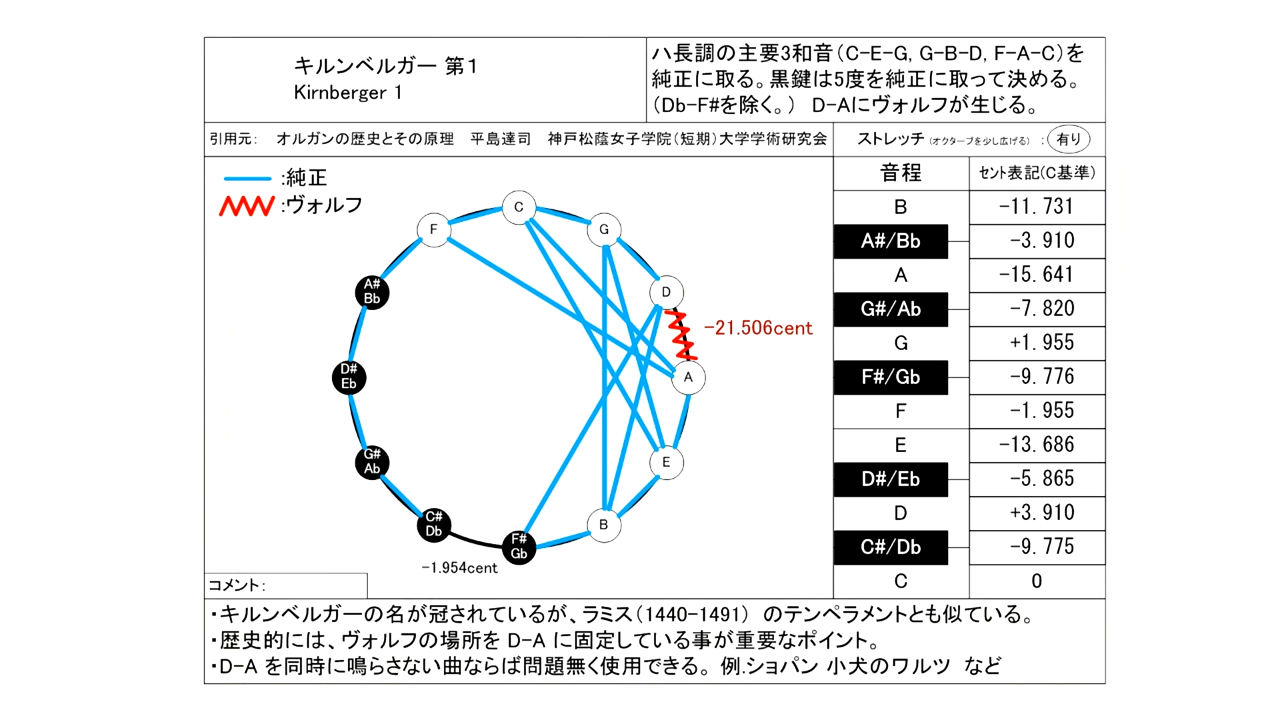 キルンベルガー 第1
Kirnberger 1
ハ長調の主要3和音(C-E-G, G-B-D, F-A-C)を
純正に取る。黒鍵は5度を純正に取って決める。
(Db-F#を除く。) D-Aにヴォルフが生じる。
引用元: オルガンの歴史とその原理 平島達司 神戸松蔭女子学院(短期)大学学術研究会
ストレッチ (オクターブを少し広げる) : 有り
:純正
:ヴォルフ
C
F
G
A#
Bb
D
-21.506cent
D#
Eb
A
G#
Ab
E
C#
Db
B
F#
Gb
-1.954cent
音程 セント表記(C基準)
B -11.731
A#/Bb -3.910
A -15.641
G#/Ab -7.820
G +1.955
F#/Gb -9.776
F -1.955
E -13.686
D#/Eb -5.865
D +3.910
C#/Db -9.775
C 0
コメント:
・キルンベルガーの名が冠されているが、ラミス(1440-1491) のテンペラメントとも似ている。
・歴史的には、ヴォルフの場所を D-A に固定している事が重要なポイント。
・D-A を同時に鳴らさない曲ならば問題無く使用できる。例.ショパン 小犬のワルツ など